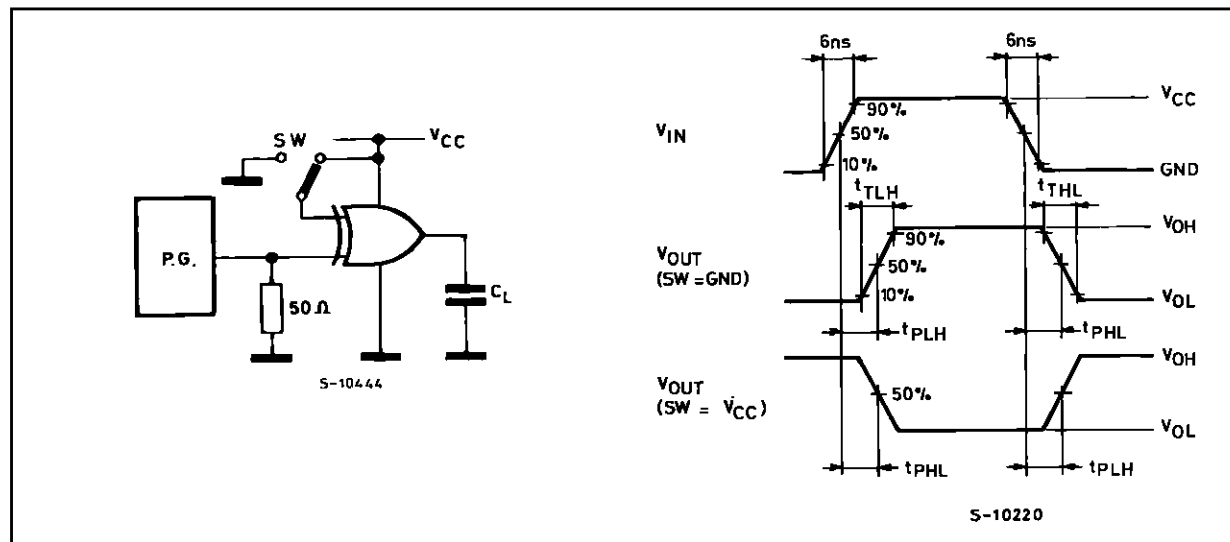 SW
VCC
P.G.
50Ω
CL
S-10444
6ns 6ns
VIN
90%
50%
10%
VCC
GND
tTLH tTHL
VOUT
(SW=GND)
90%
50%
10%
VOH
VOL
tPLH tPHL
VOUT
(SW = VCC)
50%
VOH
VOL
tPHL tPLH
S-10220